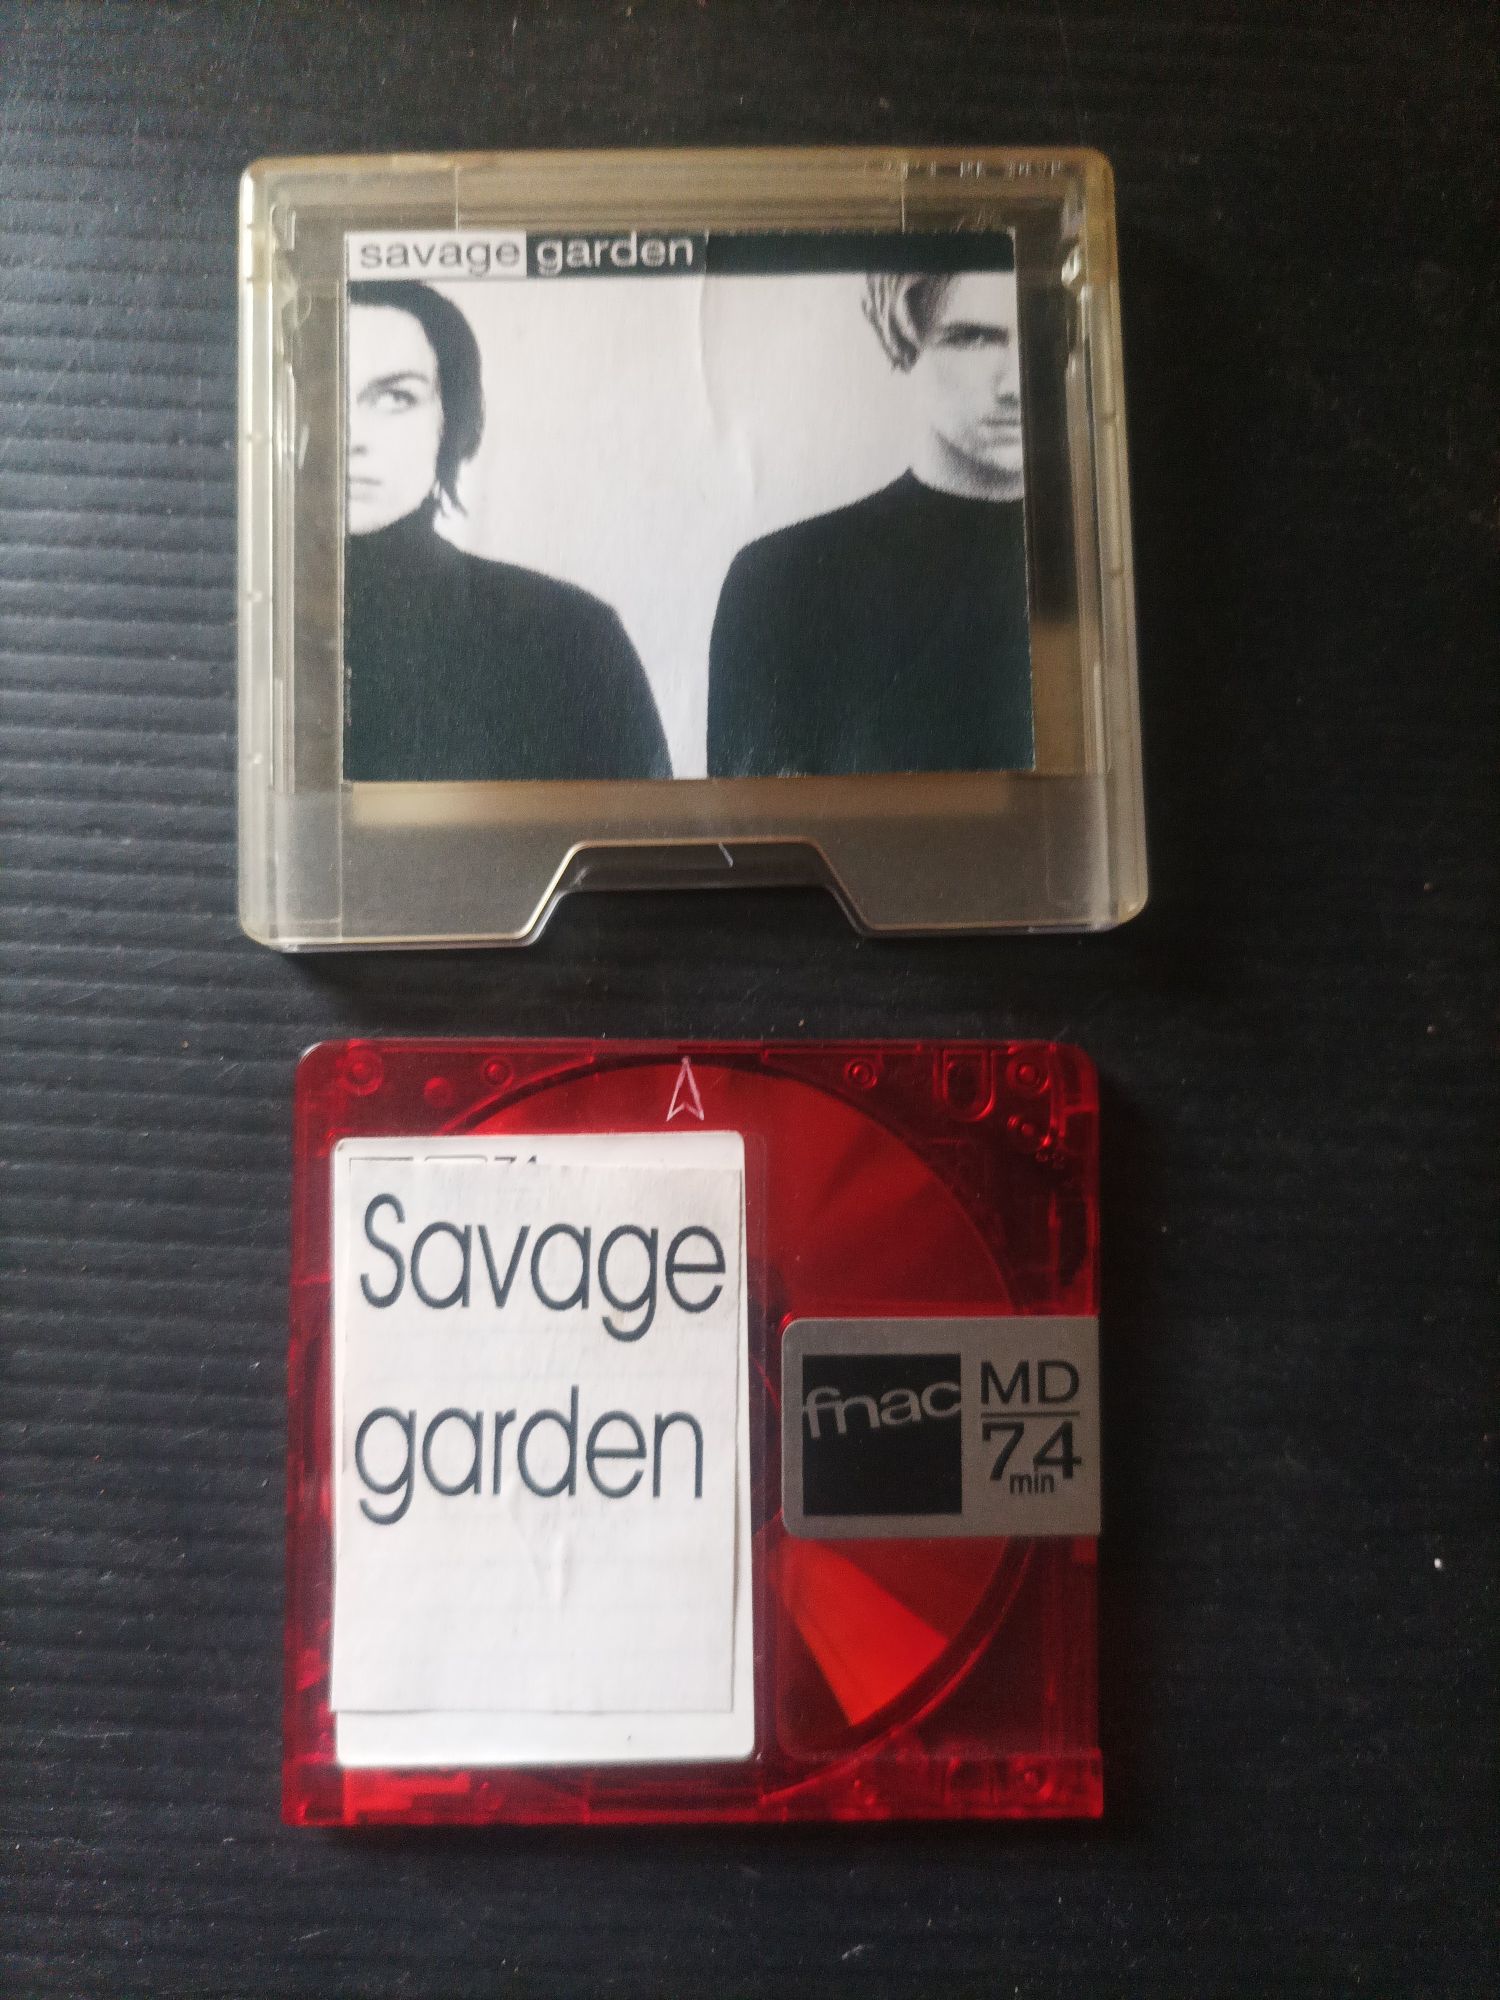 savage garden
Savage
garden
fnac
MD
74
min